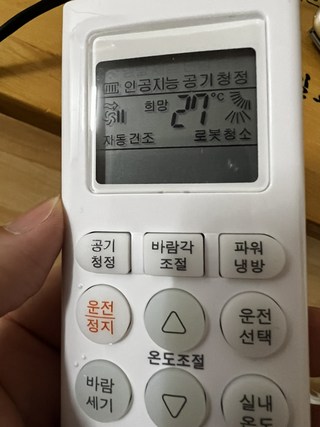 인공지능 공기청정
희망 27°C
자동건조 로봇청소
공기 청정
바람각 조절
파워 냉방
운전 정지
운전 선택
온도조절
바람 세기
실내 온도